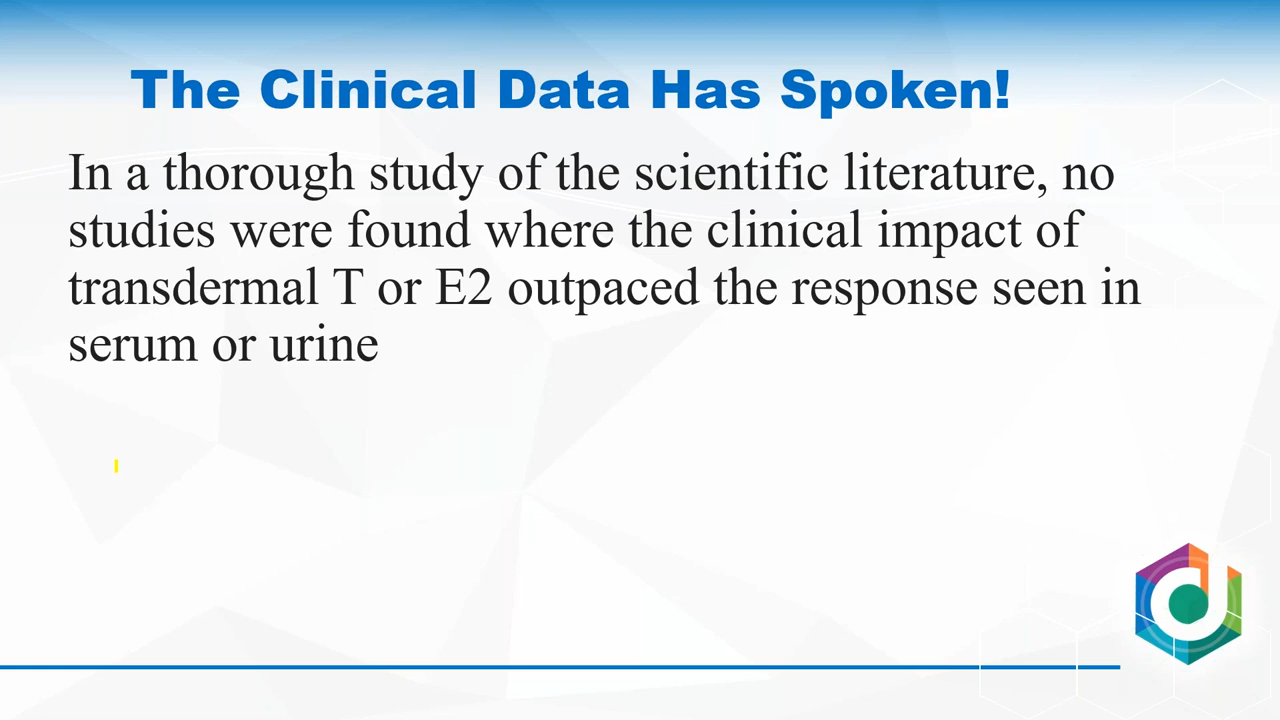 The Clinical Data Has Spoken!
In a thorough study of the scientific literature, no
studies were found where the clinical impact of
transdermal T or E2 outpaced the response seen in
serum or urine